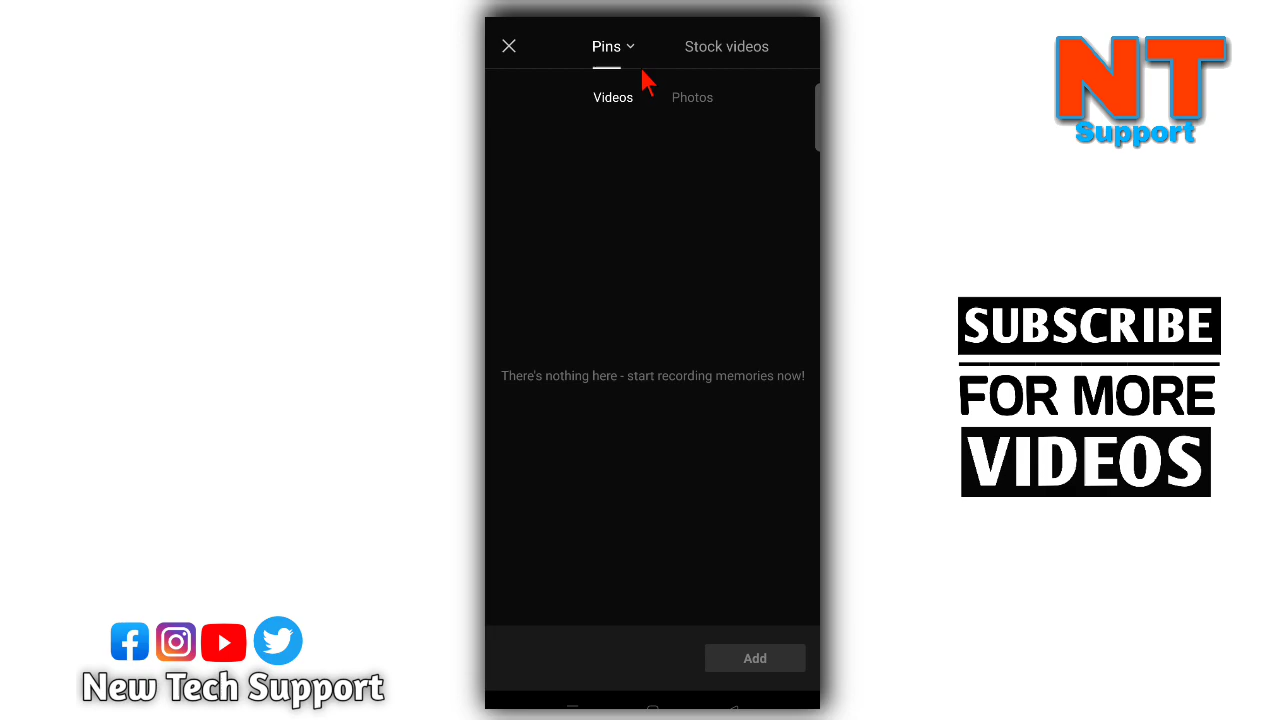 Pins
Stock videos
Videos
Photos
There's nothing here - start recording memories now!
Add
NT
Support
SUBSCRIBE
FOR MORE
VIDEOS
New Tech Support